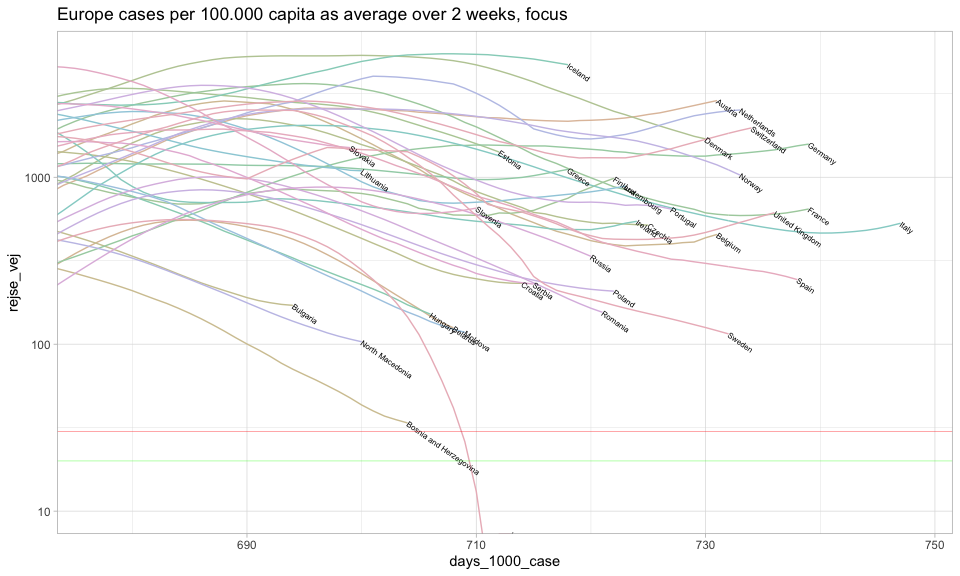 Europe cases per 100.000 capita as average over 2 weeks, focus
rejse_vej
1000
100
10
Iceland
Austria
Netherlands
Switzerland
Denmark
Germany
Slovakia
Estonia
Lithuania
Greece
Norway
Finland
Luxembourg
Slovenia
Portugal
France
Ireland
Czechia
United Kingdom
Italy
Belgium
Russia
Spain
Croatia
Serbia
Poland
Bulgaria
Romania
Hungary
Belarus
Moldova
Sweden
North Macedonia
Bosnia and Herzegovina
690
710
730
750
days_1000_case